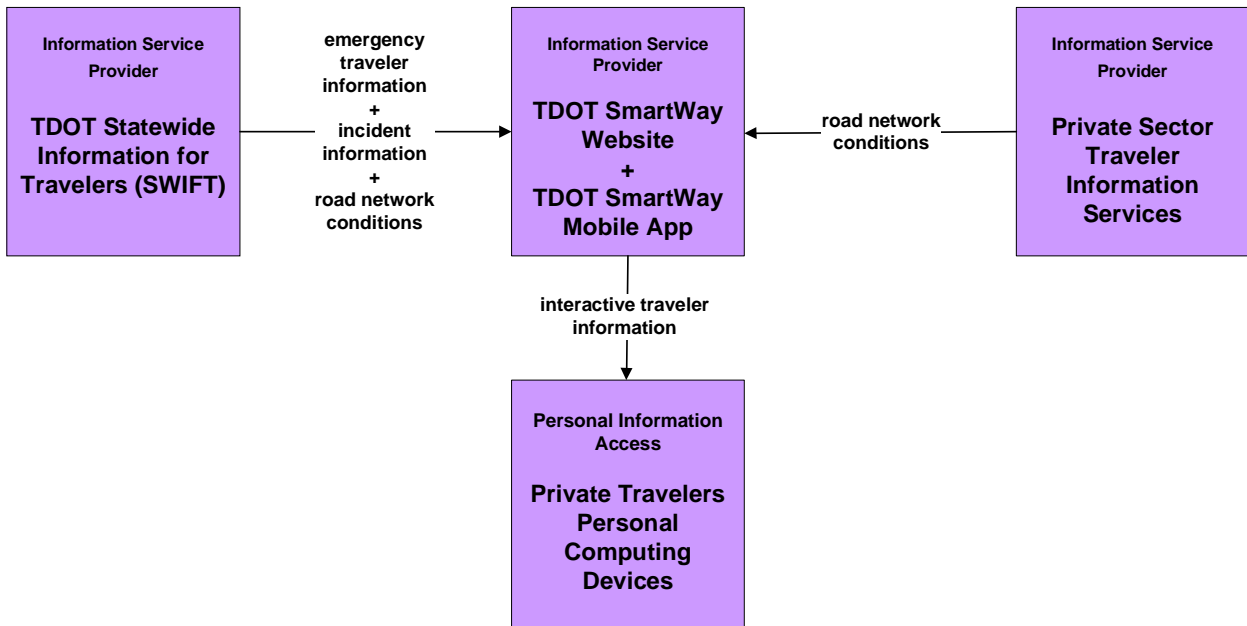 Information Service
Provider
TDOT Statewide
Information for
Travelers (SWIFT)
emergency
traveler
information
+
incident
information
+
road network
conditions
Information Service
Provider
TDOT SmartWay
Website
+
TDOT SmartWay
Mobile App
road network
conditions
Information Service
Provider
Private Sector
Traveler
Information
Services
interactive traveler
information
Personal Information
Access
Private Travelers
Personal
Computing
Devices